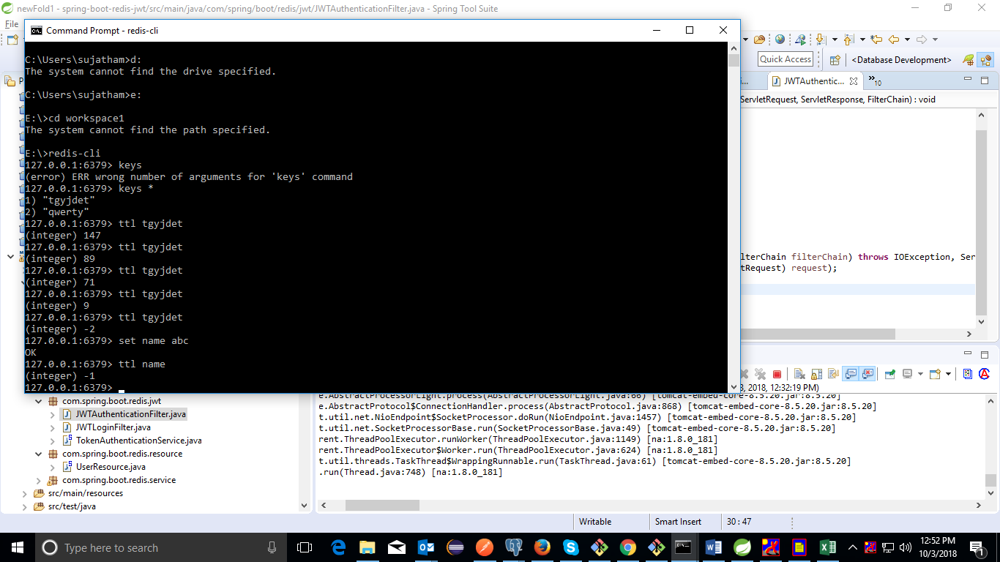 newFold1 - spring-boot-redis-jwt/src/main/java/com/spring/boot/redis/jwt/JWTAuthenticationFilter.java - Spring Tool Suite
File
Command Prompt - redis-cli
C:\Users\sujatham>d:
The system cannot find the drive specified.
C:\Users\sujatham>e:
E:\>cd workspace1
The system cannot find the path specified.
E:\>redis-cli
127.0.0.1:6379> keys
(error) ERR wrong number of arguments for 'keys' command
127.0.0.1:6379> keys *
1) "tgyjdet"
2) "qwerty"
127.0.0.1:6379> ttl tgyjdet
(integer) 147
127.0.0.1:6379> ttl tgyjdet
(integer) 89
127.0.0.1:6379> ttl tgyjdet
(integer) 71
127.0.0.1:6379> ttl tgyjdet
(integer) 9
127.0.0.1:6379> ttl tgyjdet
(integer) -2
127.0.0.1:6379> set name abc
OK
127.0.0.1:6379> ttl name
(integer) -1
127.0.0.1:6379>
Quick Access
<Database Development>
JWTAuthentic...
10
ServletRequest, ServletResponse, FilterChain) : void
lterChain filterChain) throws IOException, Ser
tRequest) request);
com.spring.boot.redis.jwt
JWTAuthenticationFilter.java
JWTLoginFilter.java
TokenAuthenticationService.java
com.spring.boot.redis.resource
UserResource.java
com.spring.boot.redis.service
src/main/resources
src/test/java
, 2018, 12:32:19 PM)
e.AbstractProcessorLight.process(AbstractProcessorLight.java:66) [tomcat-embed-core-8.5.20.jar:8.5.20]
e.AbstractProtocol$ConnectionHandler.process(AbstractProtocol.java:868) [tomcat-embed-core-8.5.20.jar:8.5.20]
t.util.net.NioEndpoint$SocketProcessor.doRun(NioEndpoint.java:1457) [tomcat-embed-core-8.5.20.jar:8.5.20]
t.util.net.SocketProcessorBase.run(SocketProcessorBase.java:49) [tomcat-embed-core-8.5.20.jar:8.5.20]
rent.ThreadPoolExecutor.runWorker(ThreadPoolExecutor.java:1149) [na:1.8.0_181]
rent.ThreadPoolExecutor$Worker.run(ThreadPoolExecutor.java:624) [na:1.8.0_181]
t.util.threads.TaskThread$WrappingRunnable.run(TaskThread.java:61) [tomcat-embed-core-8.5.20.jar:8.5.20]
.run(Thread.java:748) [na:1.8.0_181]
Writable
Smart Insert
30 : 47
Type here to search
12:52 PM
10/3/2018
1